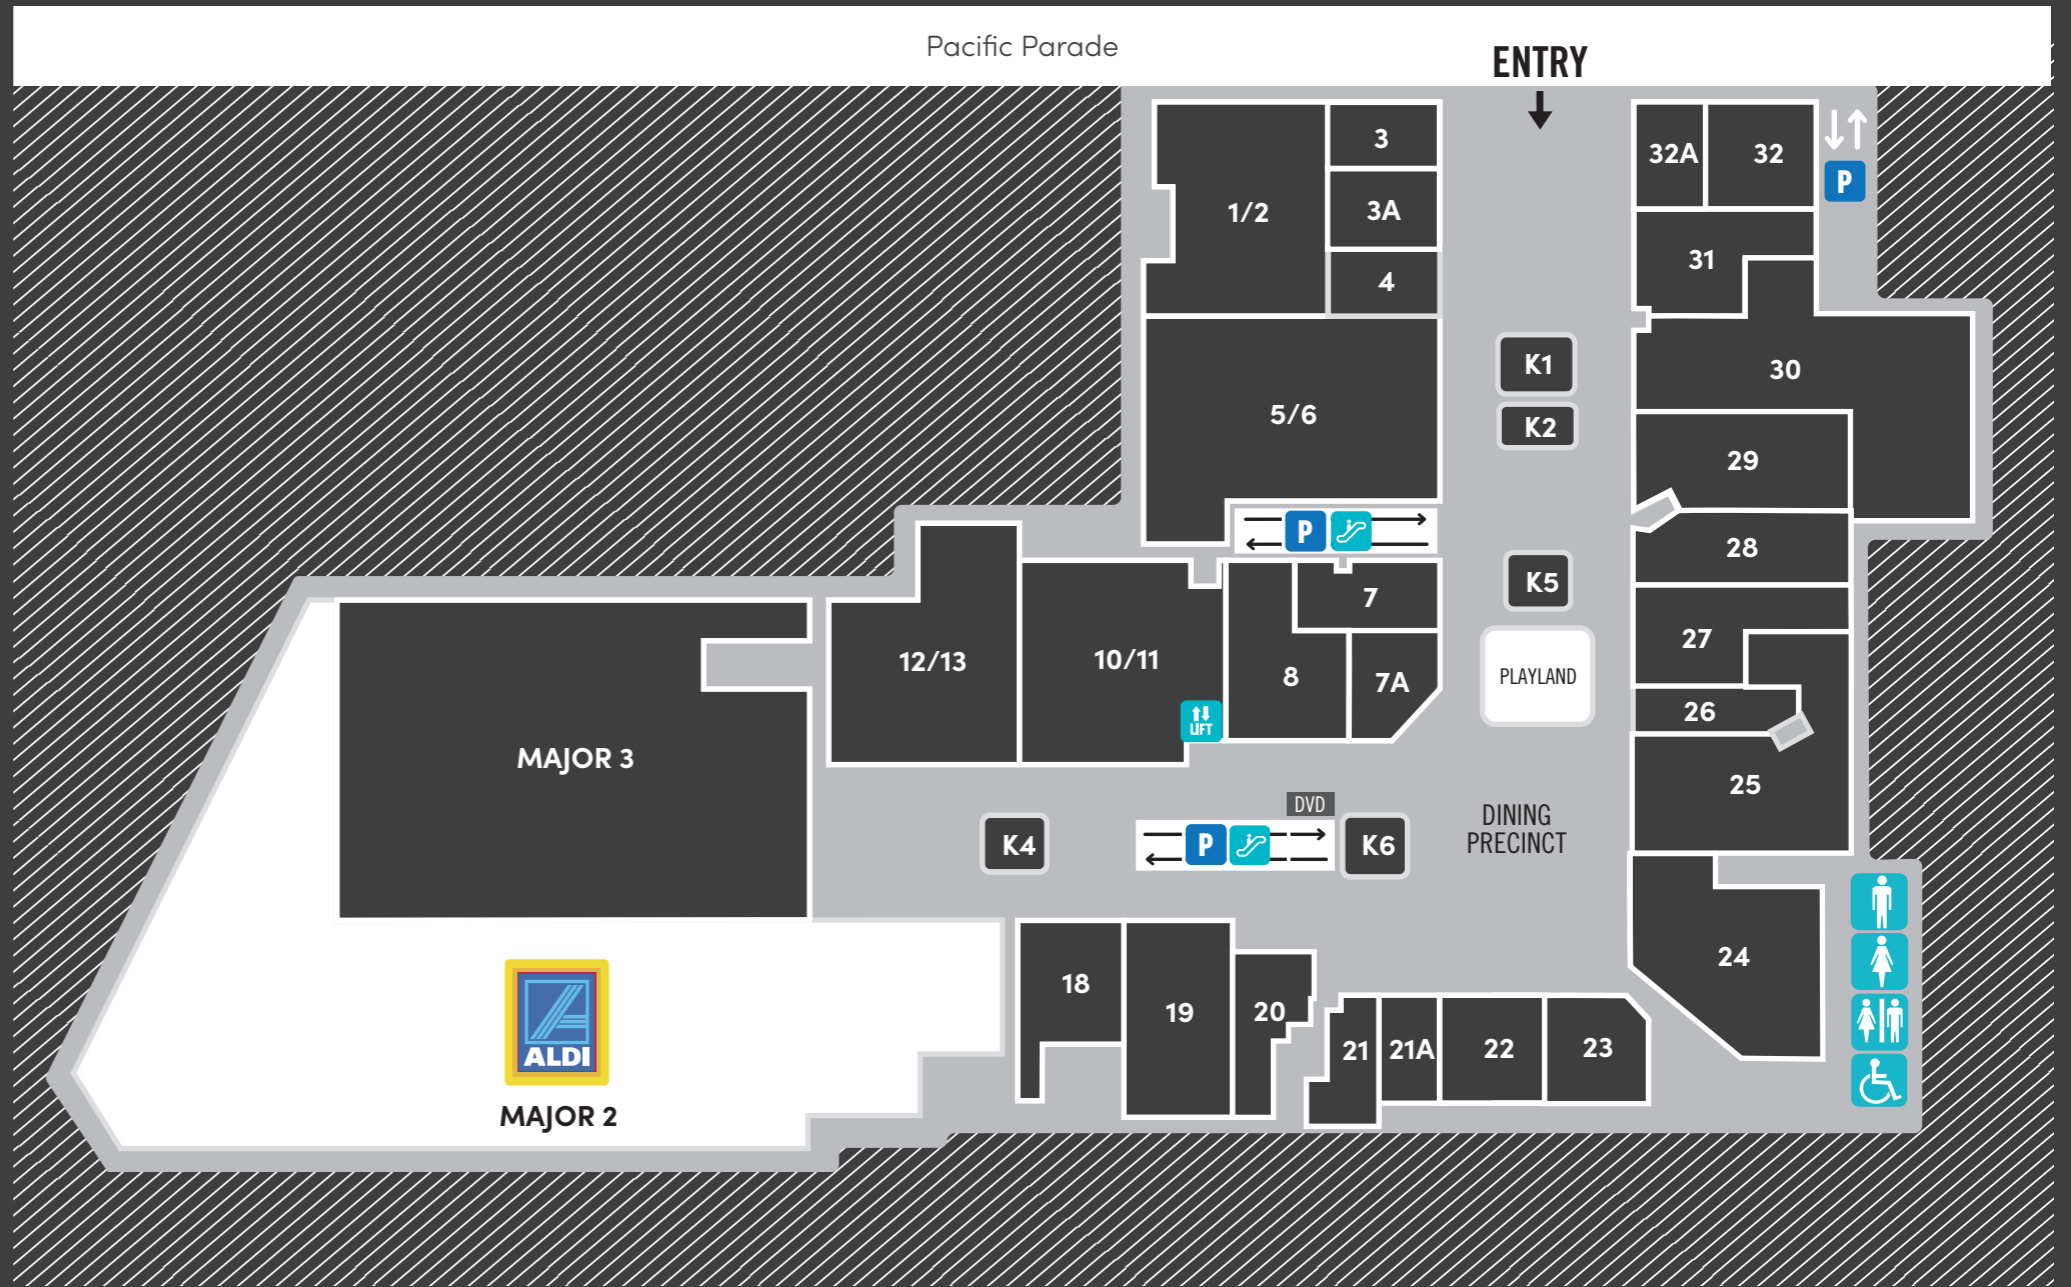 Pacific Parade
ENTRY
3
32A
32
P
3A
1/2
31
4
K1
30
5/6
K2
29
P
28
K5
7
27
12/13
10/11
8
7A
PLAYLAND
26
LIFT
MAJOR 3
25
DVD
DINING
PRECINCT
K4
P
K6
24
18
19
20
21
21A
22
23
ALDI
MAJOR 2